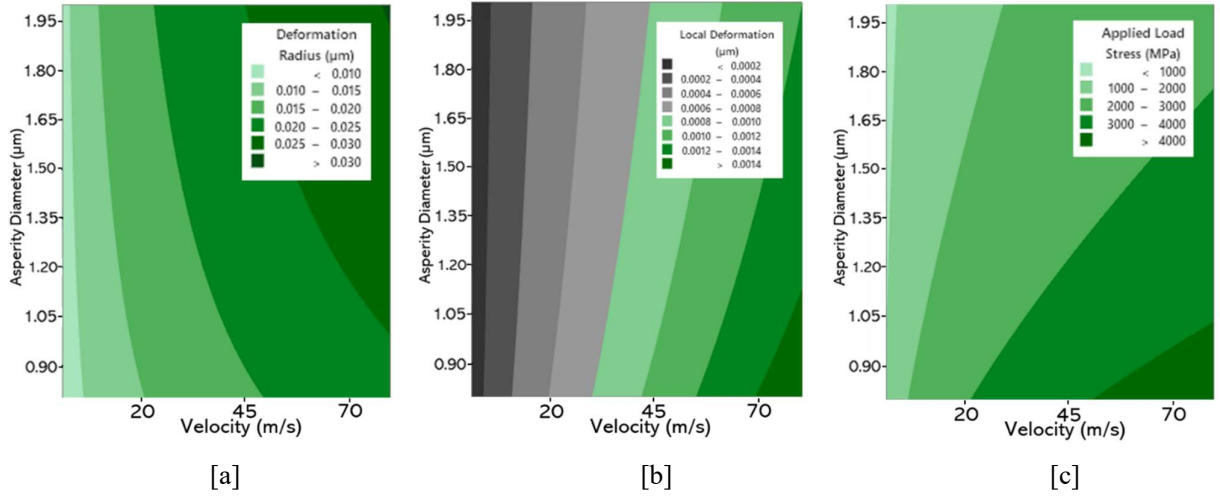 1.95
1.80
1.65
1.50
1.35
1.20
1.05
0.90
Asperity Diameter (µm)
20
45
70
Velocity (m/s)
Deformation
Radius (µm)
< 0.010
0.010 – 0.015
0.015 – 0.020
0.020 – 0.025
0.025 – 0.030
> 0.030
[a]
1.95
1.80
1.65
1.50
1.35
1.20
1.05
0.90
Asperity Diameter (µm)
20
45
70
Velocity (m/s)
Local Deformation
(µm)
< 0.0002
0.0002 – 0.0004
0.0004 – 0.0006
0.0006 – 0.0008
0.0008 – 0.0010
0.0010 – 0.0012
0.0012 – 0.0014
> 0.0014
[b]
1.95
1.80
1.65
1.50
1.35
1.20
1.05
0.90
Asperity Diameter (µm)
20
45
70
Velocity (m/s)
Applied Load
Stress (MPa)
< 1000
1000 – 2000
2000 – 3000
3000 – 4000
> 4000
[c]